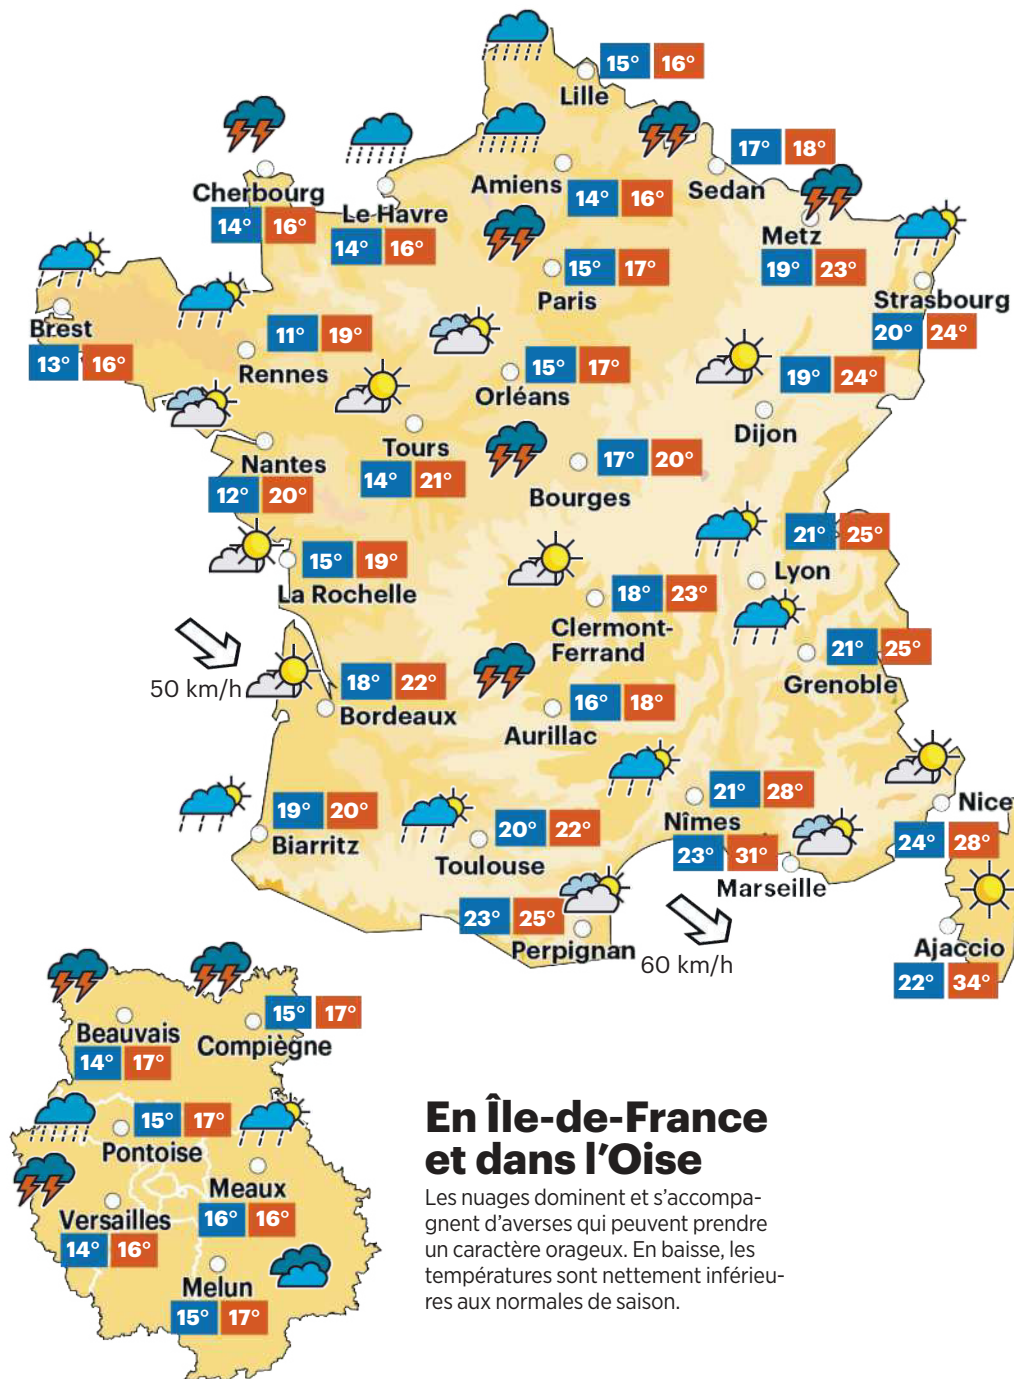 15° 16°
Lille
17° 18°
Sedan
Cherbourg
14° 16°
Le Havre
14° 16°
Amiens
14° 16°
Metz
19° 23°
Strasbourg
20° 24°
15° 17°
Paris
Brest
13° 16°
11° 19°
Rennes
15° 17°
Orléans
19° 24°
Dijon
Nantes
12° 20°
Tours
14° 21°
17° 20°
Bourges
15° 19°
La Rochelle
21° 25°
Lyon
18° 23°
Clermont-
Ferrand
21° 25°
Grenoble
50 km/h
18° 22°
Bordeaux
16° 18°
Aurillac
19° 20°
Biarritz
20° 22°
Toulouse
21° 28°
Nîmes
23° 31°
Marseille
Nice
24° 28°
23° 25°
Perpignan
60 km/h
Ajaccio
22° 34°
Beauvais
14° 17°
15° 17°
Compiègne
15° 17°
Pontoise
Meaux
16° 16°
Versailles
14° 16°
Melun
15° 17°
En Île-de-France
et dans l'Oise
Les nuages dominent et s'accompa-
gnent d'averses qui peuvent prendre
un caractère orageux. En baisse, les
températures sont nettement inférieu-
res aux normales de saison.